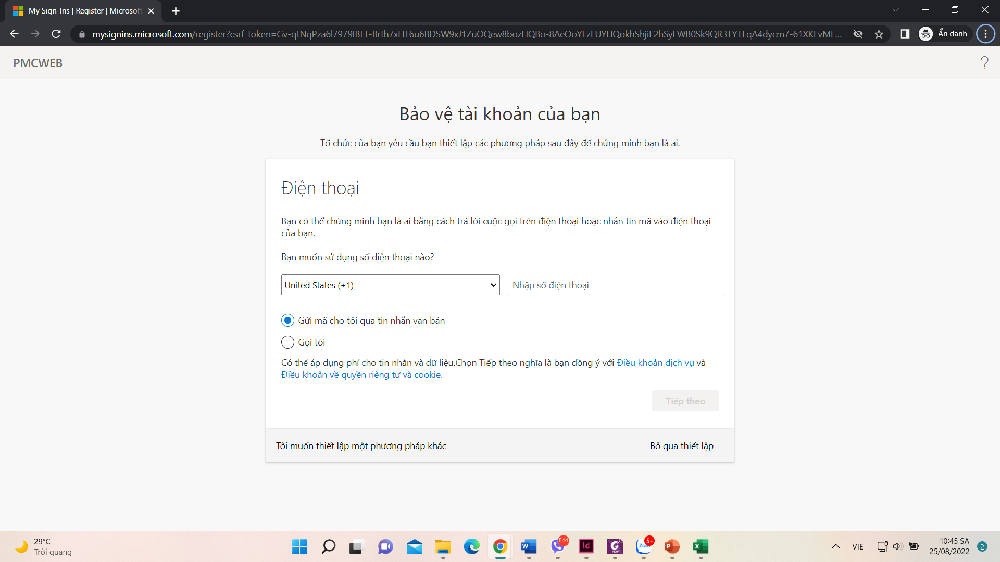 My Sign-Ins | Register | Microsoft
mysignins.microsoft.com/register?csrf_token=Gv-qtNqPza6l7979IBLT-Brth7xHT6u6BDSW9xJ1ZuOQew8bozHQBo-8AeOoYFzFUYHQokhShjiF2hSyFWB0Sk9QR3TYTLqA4dycm7-61XKEvMF...
Ẩn danh
PMCWEB
?
Bảo vệ tài khoản của bạn
Tổ chức của bạn yêu cầu bạn thiết lập các phương pháp sau đây để chứng minh bạn là ai.
Điện thoại
Bạn có thể chứng minh bạn là ai bằng cách trả lời cuộc gọi trên điện thoại hoặc nhắn tin mã vào điện thoại
của bạn.
Bạn muốn sử dụng số điện thoại nào?
United States (+1)
Nhập số điện thoại
Gửi mã cho tôi qua tin nhắn văn bản
Gọi tôi
Có thể áp dụng phí cho tin nhắn và dữ liệu.Chọn Tiếp theo nghĩa là bạn đồng ý với Điều khoản dịch vụ và
Điều khoản về quyền riêng tư và cookie.
Tiếp theo
Tôi muốn thiết lập một phương pháp khác
Bỏ qua thiết lập
29°C
Trời quang
W
844
Id
PDF
Zalo
5+
P
X
VIE
10:45 SA
25/08/2022
2